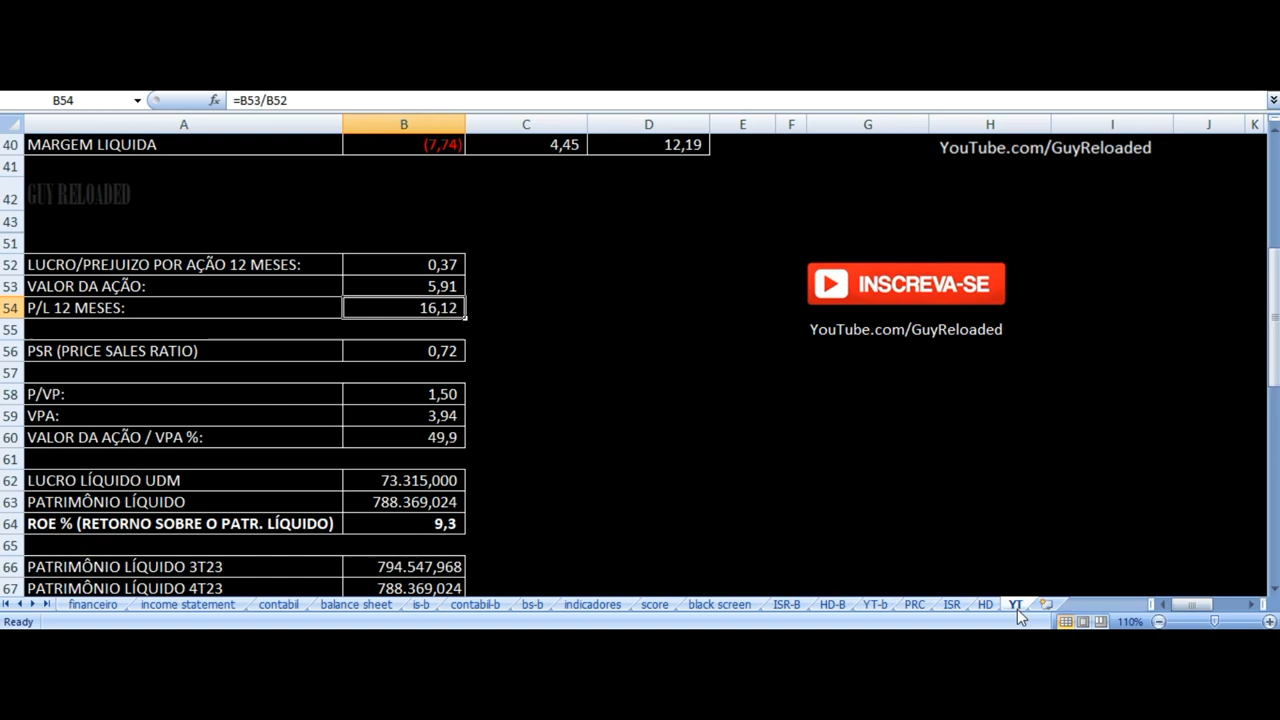 B54 fx =B53/B52
A B C D E F G H I J K
40 MARGEM LIQUIDA (7,74) 4,45 12,19
YouTube.com/GuyReloaded
41
42 GUY RELOADED
43
51
52 LUCRO/PREJUIZO POR AÇÃO 12 MESES: 0,37
53 VALOR DA AÇÃO: 5,91
54 P/L 12 MESES: 16,12
INSCREVA-SE
YouTube.com/GuyReloaded
55
56 PSR (PRICE SALES RATIO) 0,72
57
58 P/VP: 1,50
59 VPA: 3,94
60 VALOR DA AÇÃO / VPA %: 49,9
61
62 LUCRO LÍQUIDO UDM 73.315,000
63 PATRIMÔNIO LÍQUIDO 788.369,024
64 ROE % (RETORNO SOBRE O PATR. LÍQUIDO) 9,3
65
66 PATRIMÔNIO LÍQUIDO 3T23 794.547,968
67 PATRIMÔNIO LÍQUIDO 4T23 788.369,024
financeiro income statement contabil balance sheet is-b contabil-b bs-b indicadores score black screen ISR-B HD-B YT-b PRC ISR HD YT
Ready 110%